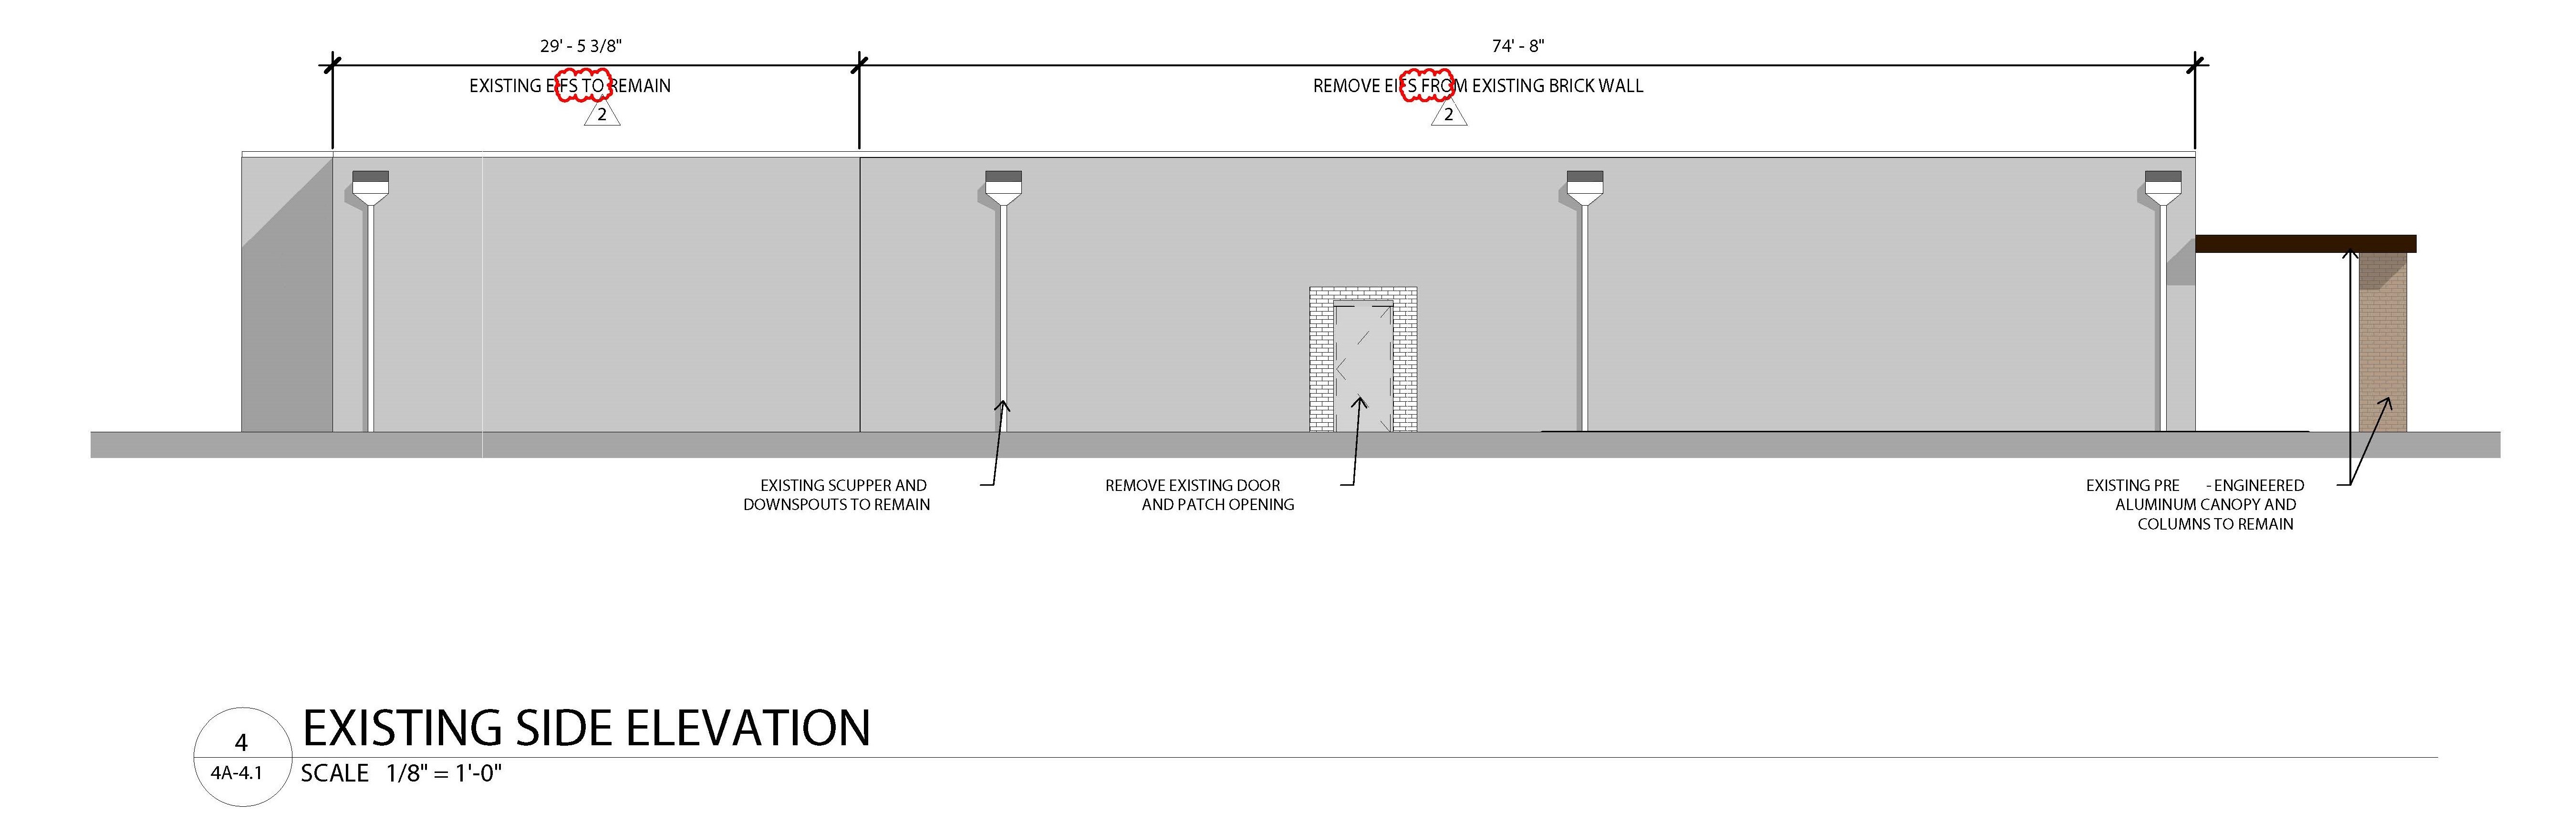 29' - 5 3/8"
74' - 8"
EXISTING EIFS TO REMAIN
REMOVE EIFS FROM EXISTING BRICK WALL
2
2
EXISTING SCUPPER AND
DOWNSPOUTS TO REMAIN
REMOVE EXISTING DOOR
AND PATCH OPENING
EXISTING PRE - ENGINEERED
ALUMINUM CANOPY AND
COLUMNS TO REMAIN
4
4A-4.1
EXISTING SIDE ELEVATION
SCALE 1/8" = 1'-0"